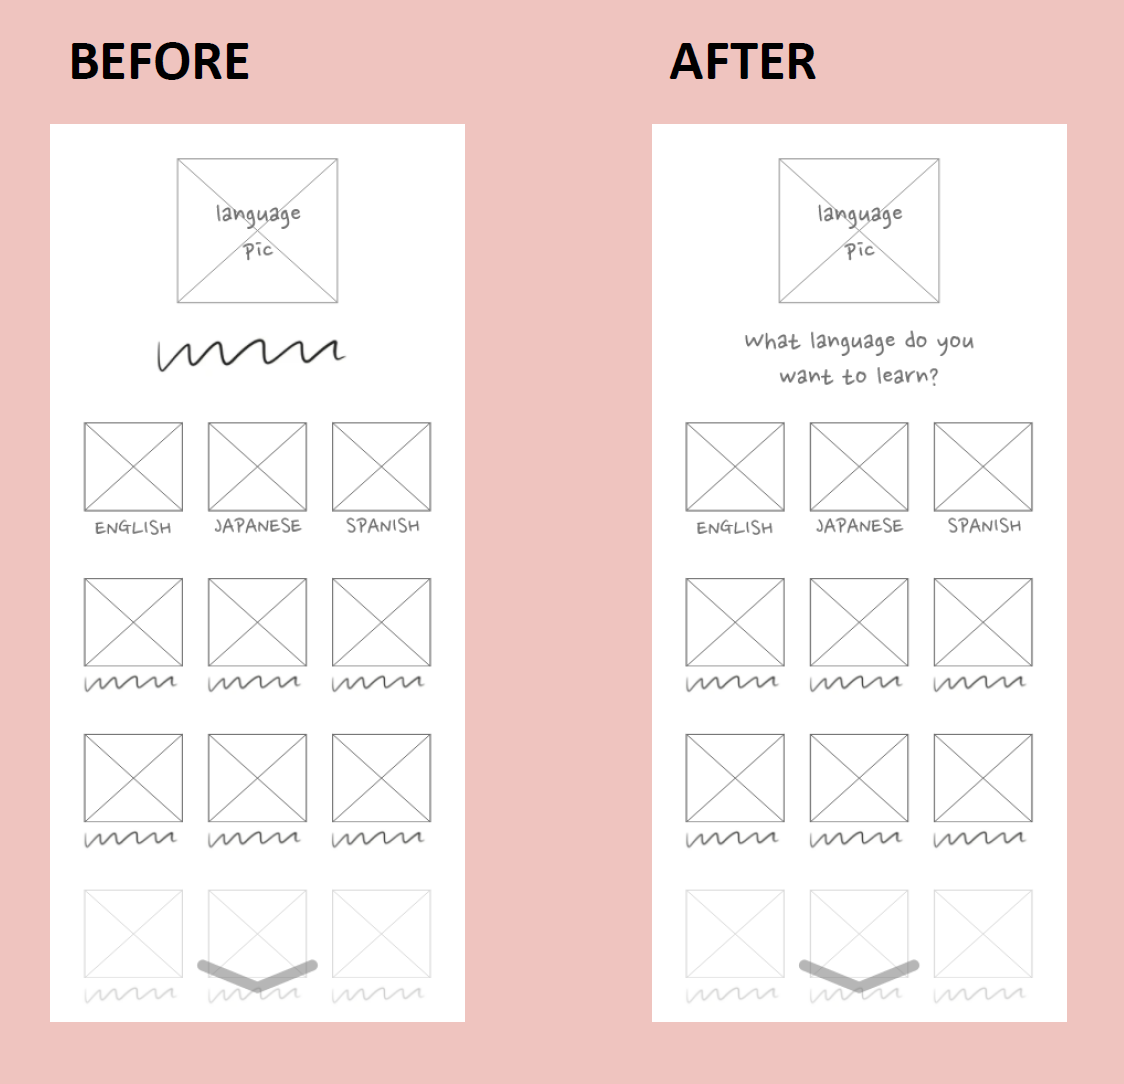 BEFORE
AFTER
language
pic
ENGLISH JAPANESE SPANISH
language
pic
What language do you
want to learn?
ENGLISH JAPANESE SPANISH